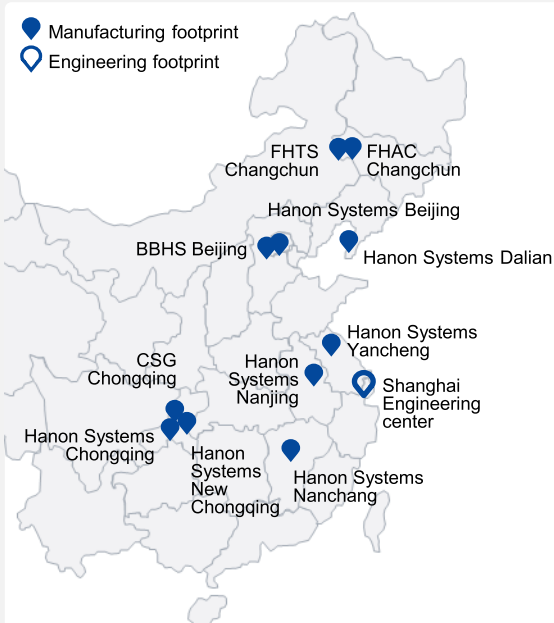 Manufacturing footprint
Engineering footprint
FHTS
Changchun
FHAC
Changchun
Hanon Systems Beijing
BBHS Beijing
Hanon Systems Dalian
Hanon Systems
Yancheng
CSG
Chongqing
Hanon
Systems
Nanjing
Shanghai
Engineering
center
Hanon Systems
Chongqing
Hanon
Systems
New
Chongqing
Hanon Systems
Nanchang